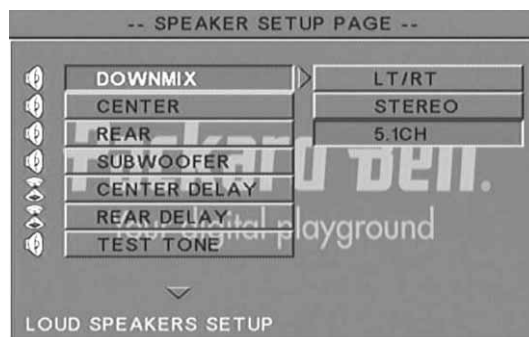 -- SPEAKER SETUP PAGE --
DOWNMIX
LT/RT
CENTER
STEREO
REAR
5.1CH
SUBWOOFER
Packard Bell.
CENTER DELAY
REAR DELAY
Your digital playground
TEST TONE
LOUD SPEAKERS SETUP